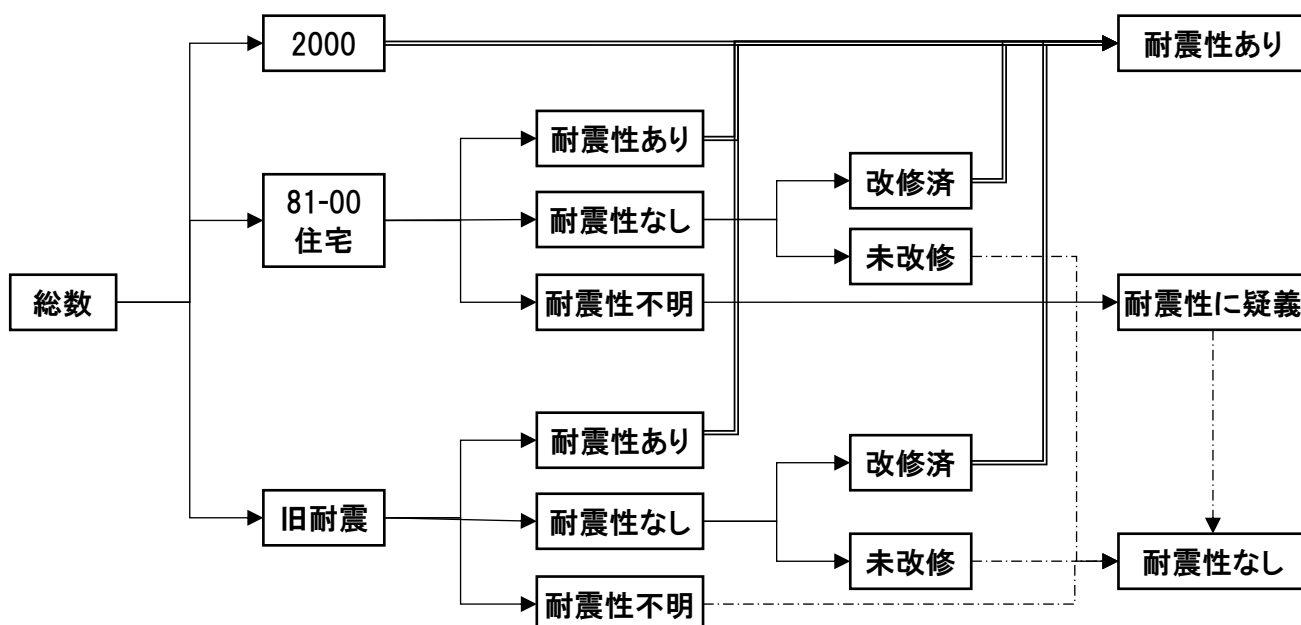 2000
耐震性あり
耐震性あり
81-00
住宅
耐震性なし
改修済
未改修
総数
耐震性不明
耐震性に疑義
耐震性あり
改修済
旧耐震
耐震性なし
未改修
耐震性なし
耐震性不明